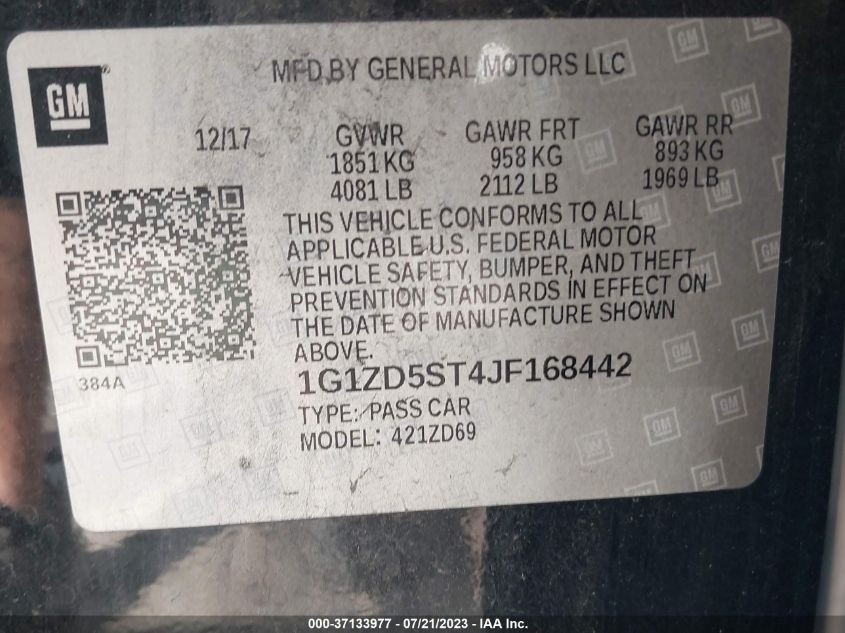 GM
MFD BY GENERAL MOTORS LLC
12/17
GVWR
1851 KG
4081 LB
GAWR FRT
958 KG
2112 LB
GAWR RR
893 KG
1969 LB
THIS VEHICLE CONFORMS TO ALL
APPLICABLE U.S. FEDERAL MOTOR
VEHICLE SAFETY, BUMPER, AND THEFT
PREVENTION STANDARDS IN EFFECT ON
THE DATE OF MANUFACTURE SHOWN
ABOVE.
384A
1G1ZD5ST4JF168442
TYPE: PASS CAR
MODEL: 421ZD69
000-37133977 - 07/21/2023 - IAA Inc.